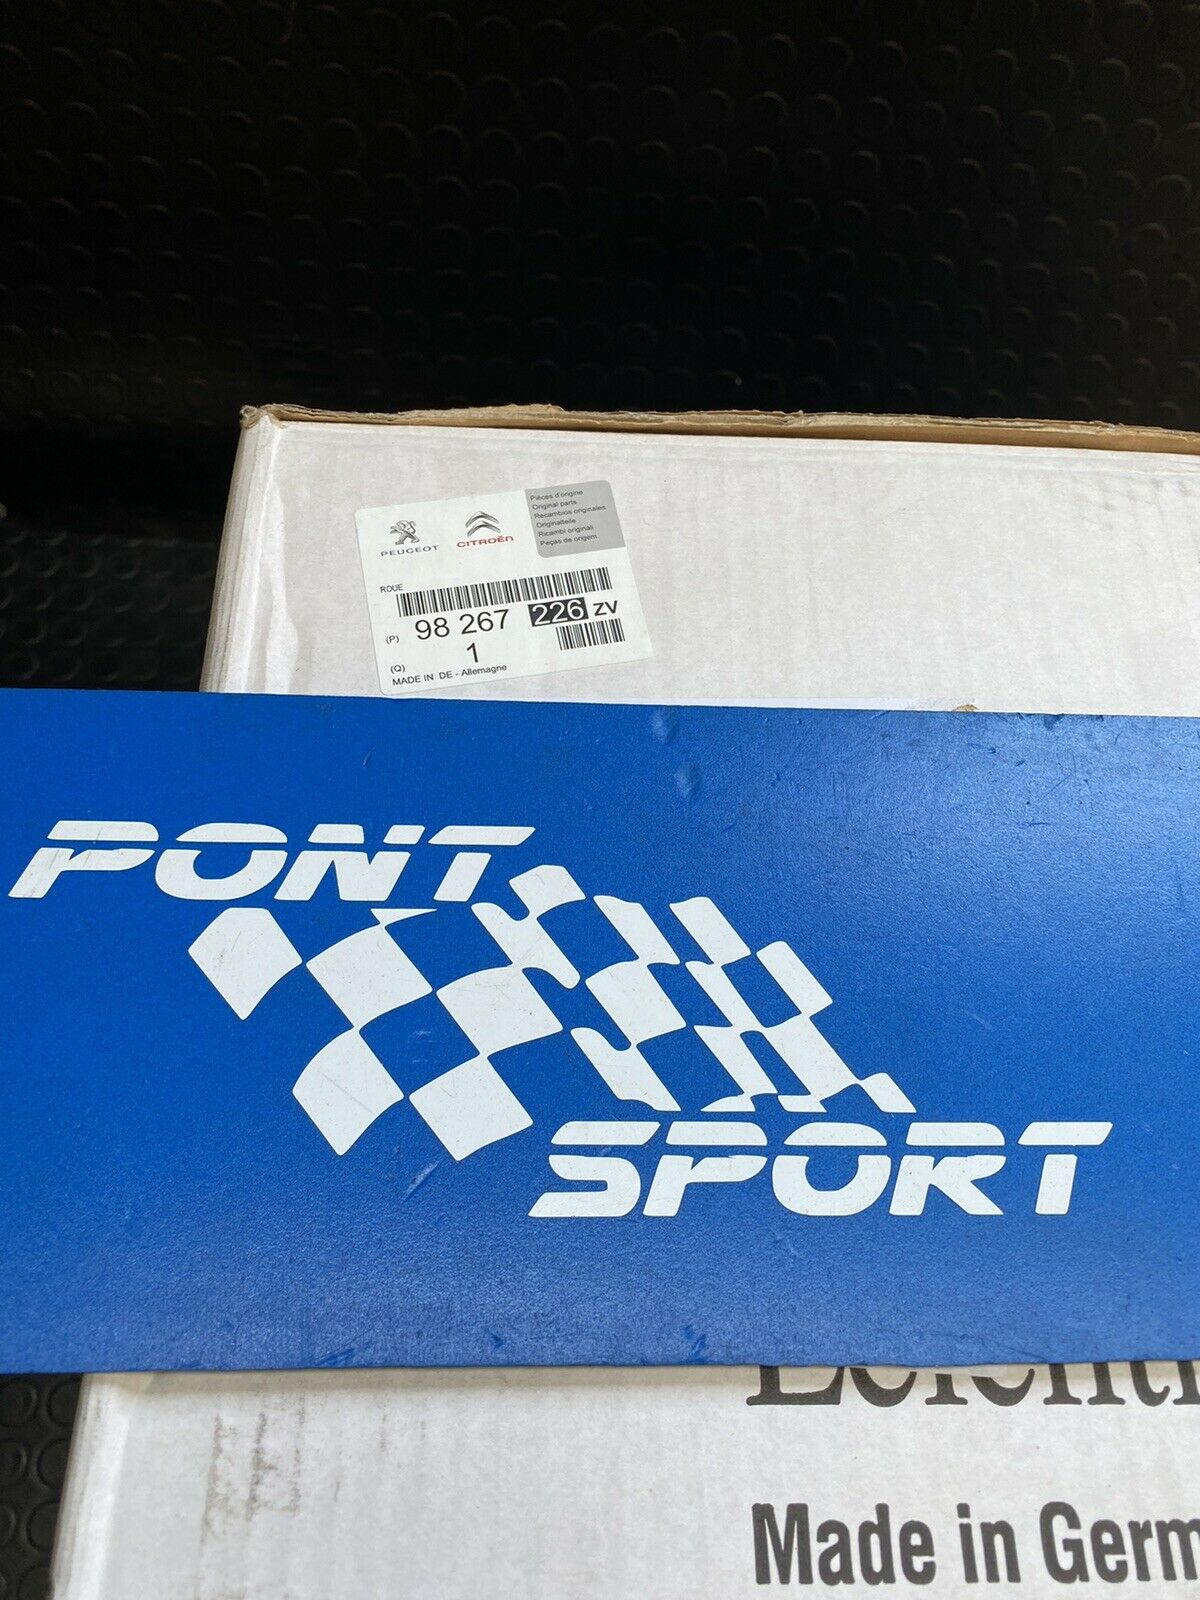 PEUGEOT
CITROËN
Pièces d'origine
Original parts
Recambios originales
Originalteile
Ricambi originali
Peças de origem
ROUE
(P) 98 267 226 ZV
(Q) 1
MADE IN DE - Allemagne
PONT
SPORT
Made in Germ